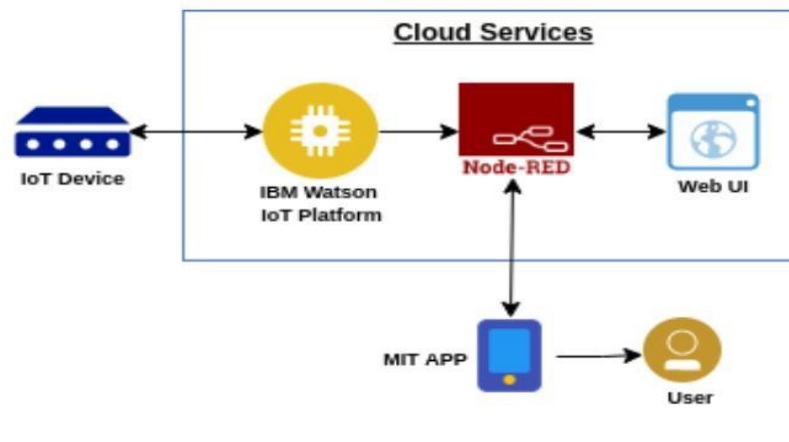 Cloud Services
IoT Device
IBM Watson
IoT Platform
Node-RED
Web UI
MIT APP
User